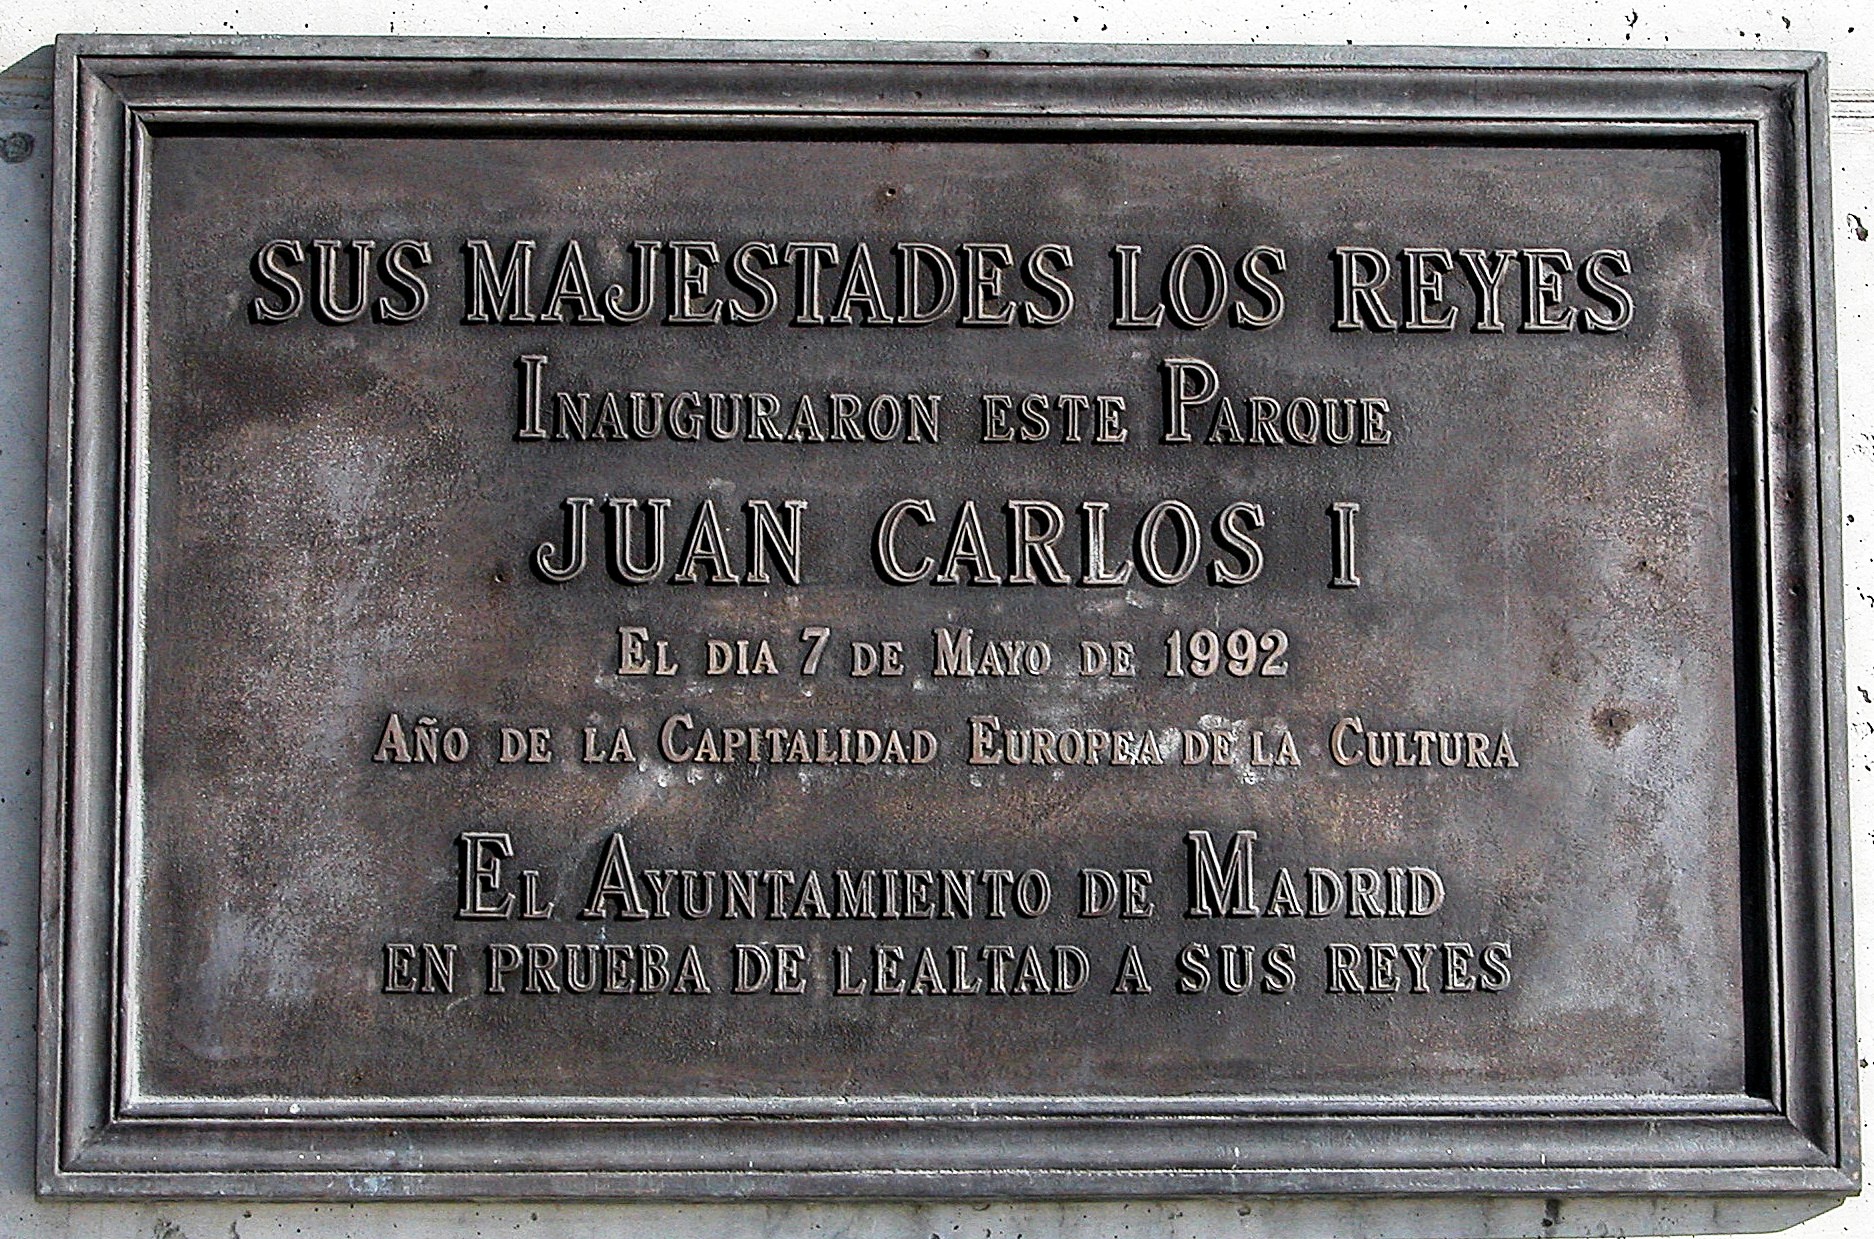 SUS MAJESTADES LOS REYES
INAUGURARON ESTE PARQUE
JUAN CARLOS I
EL DIA 7 DE MAYO DE 1992
AÑO DE LA CAPITALIDAD EUROPEA DE LA CULTURA
EL AYUNTAMIENTO DE MADRID
EN PRUEBA DE LEALTAD A SUS REYES